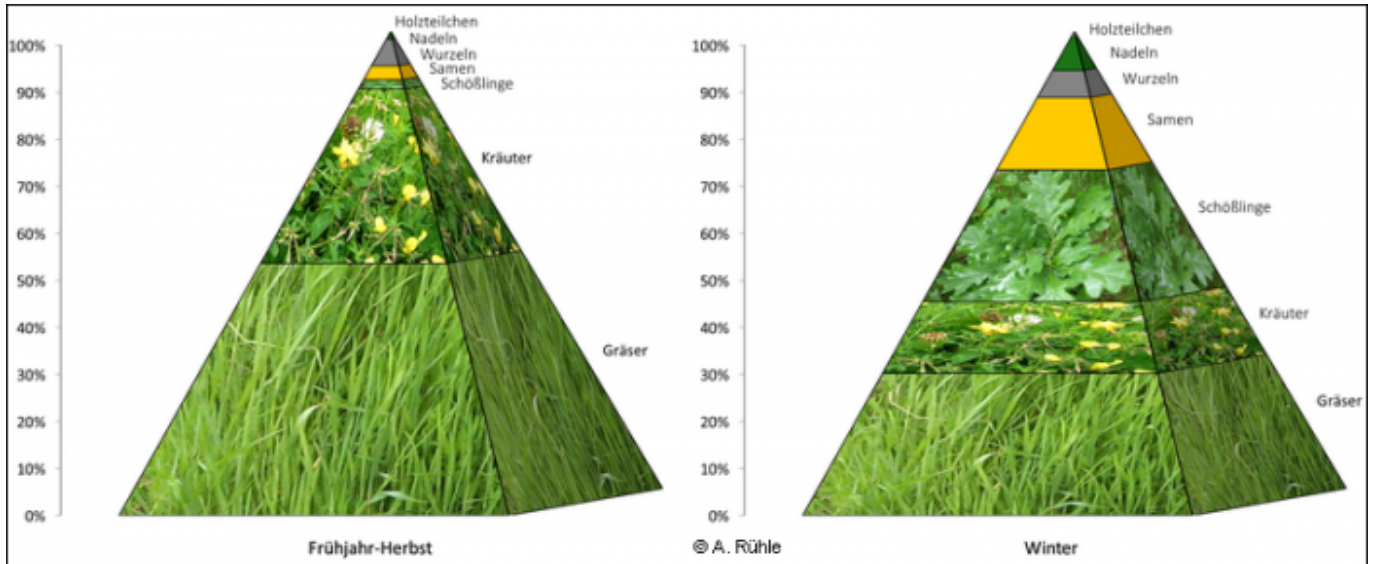 Holzteilchen
Nadeln
Wurzeln
Samen
Schößlinge
Kräuter
Gräser
100%
90%
80%
70%
60%
50%
40%
30%
20%
10%
0%
Frühjahr-Herbst
© A. Rühle
Holzteilchen
Nadeln
Wurzeln
Samen
Schößlinge
Kräuter
Gräser
100%
90%
80%
70%
60%
50%
40%
30%
20%
10%
0%
Winter